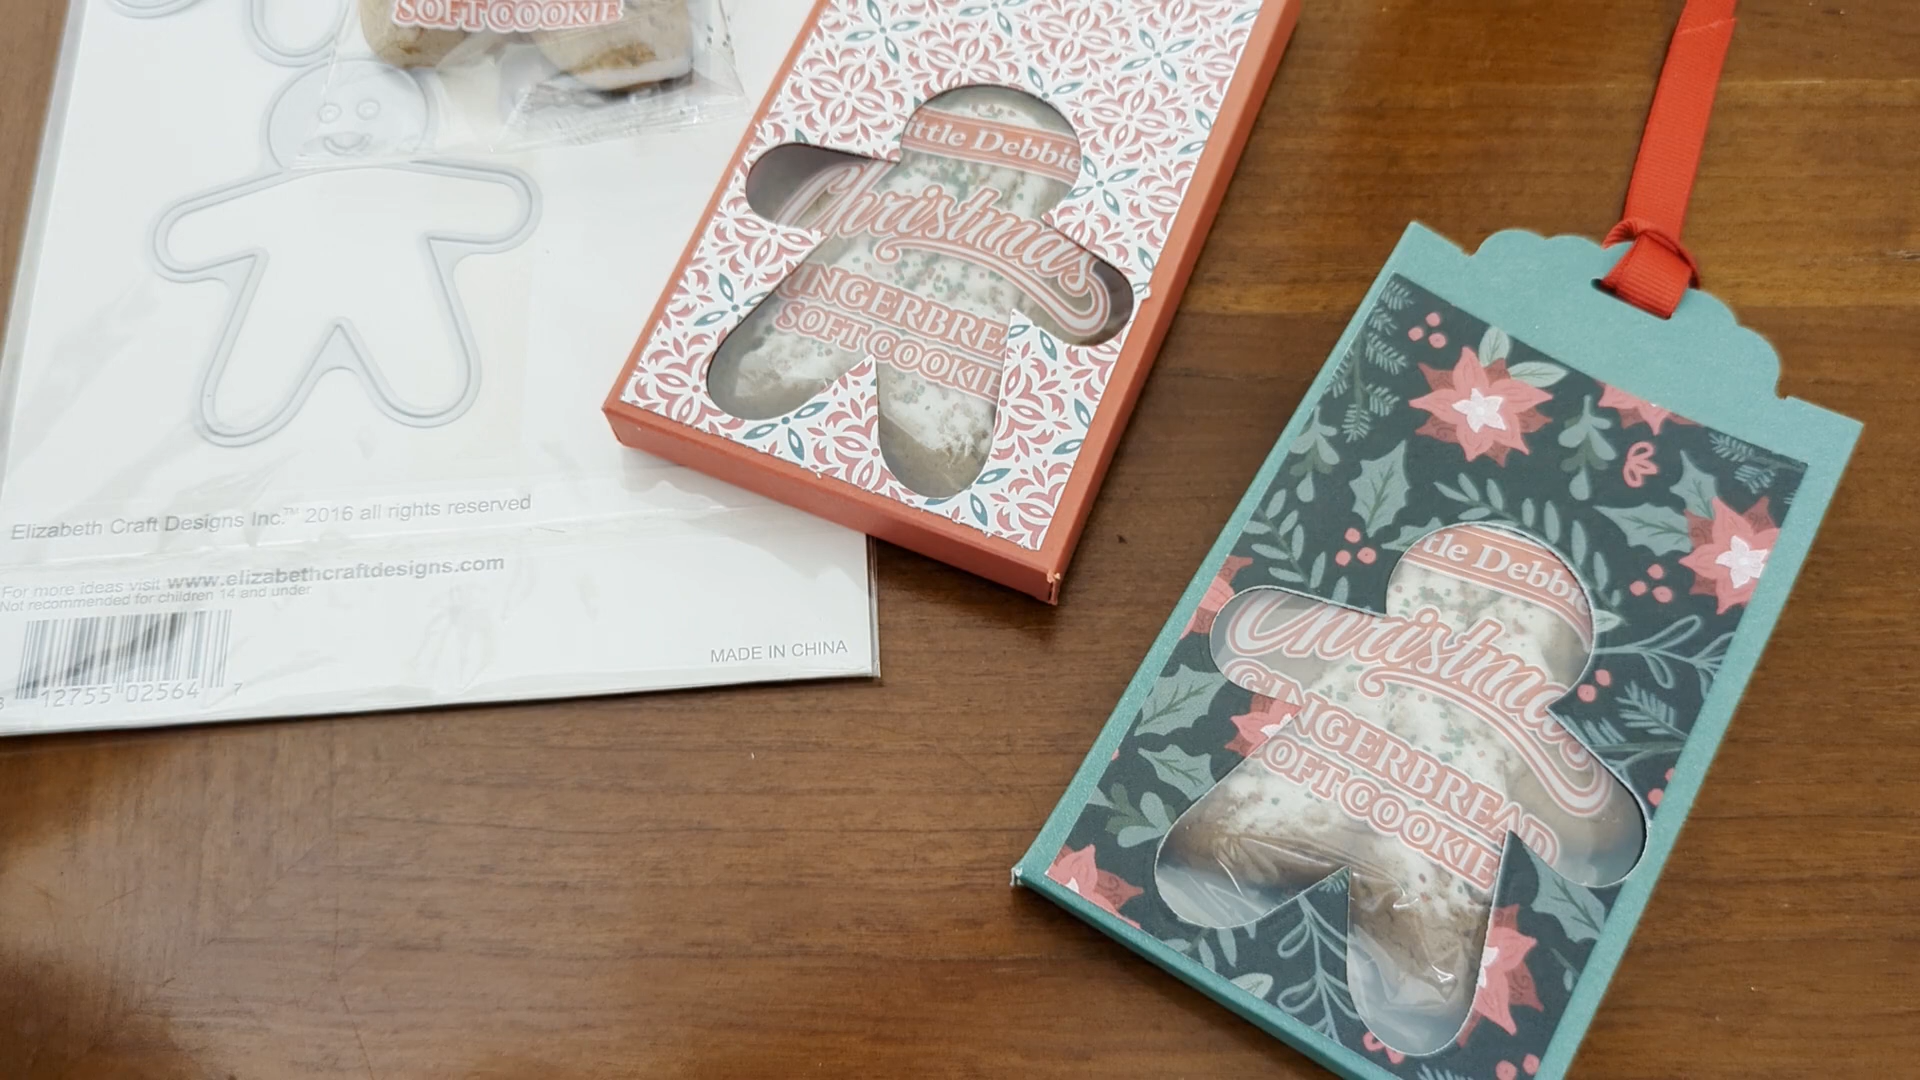 SOFT COOKIE
Elizabeth Craft Designs Inc.™ 2016 all rights reserved
For more ideas visit www.elizabethcraftdesigns.com
Not recommended for children 14 and under
12755 02564 7
MADE IN CHINA
ittle Debbie
Christmas
INGERBREA
SOFT COOKIE
tle Debbie
Christmas
GINGERBREAD
SOFT COOKIE